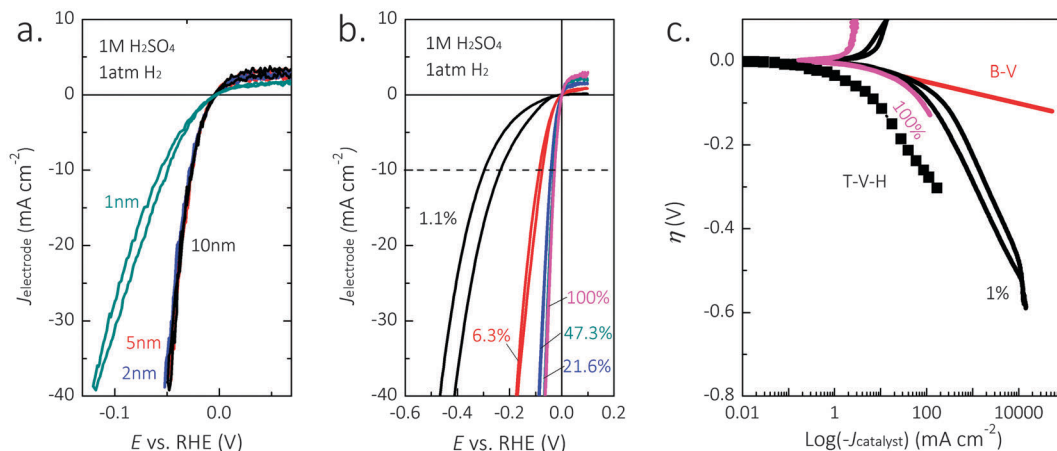 a.
1M H₂SO₄
1atm H₂
1nm
10nm
5nm
2nm
J electrode (mA cm⁻²)
10
0
-10
-20
-30
-40
-0.1
0.0
E vs. RHE (V)
b.
1M H₂SO₄
1atm H₂
1.1%
100%
6.3%
47.3%
21.6%
J electrode (mA cm⁻²)
10
0
-10
-20
-30
-40
-0.6
-0.4
-0.2
0.0
0.2
E vs. RHE (V)
c.
B-V
100%
T-V-H
1%
η (V)
0.0
-0.2
-0.4
-0.6
-0.8
0.01
1
100
10000
Log(-Jcatalyst) (mA cm⁻²)